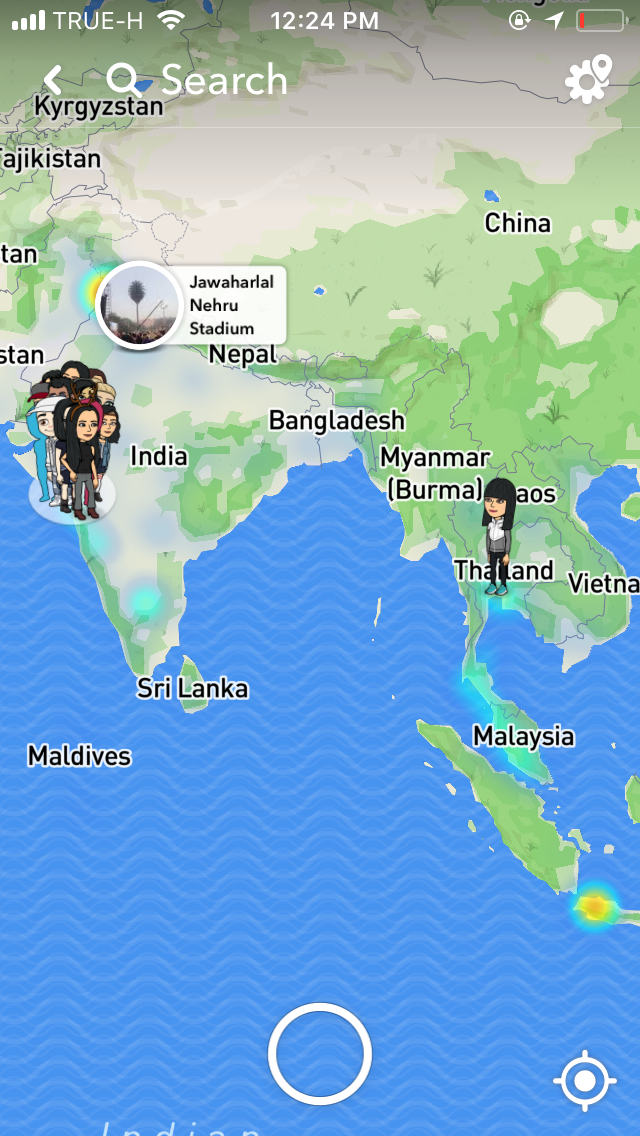 TRUE-H 12:24 PM
Search
Kyrgyzstan
ajikistan
China
tan
Jawaharlal
Nehru
Stadium
stan
Nepal
Bangladesh
India
Myanmar
(Burma)
aos
Thailand
Vietna
Sri Lanka
Malaysia
Maldives
Indian